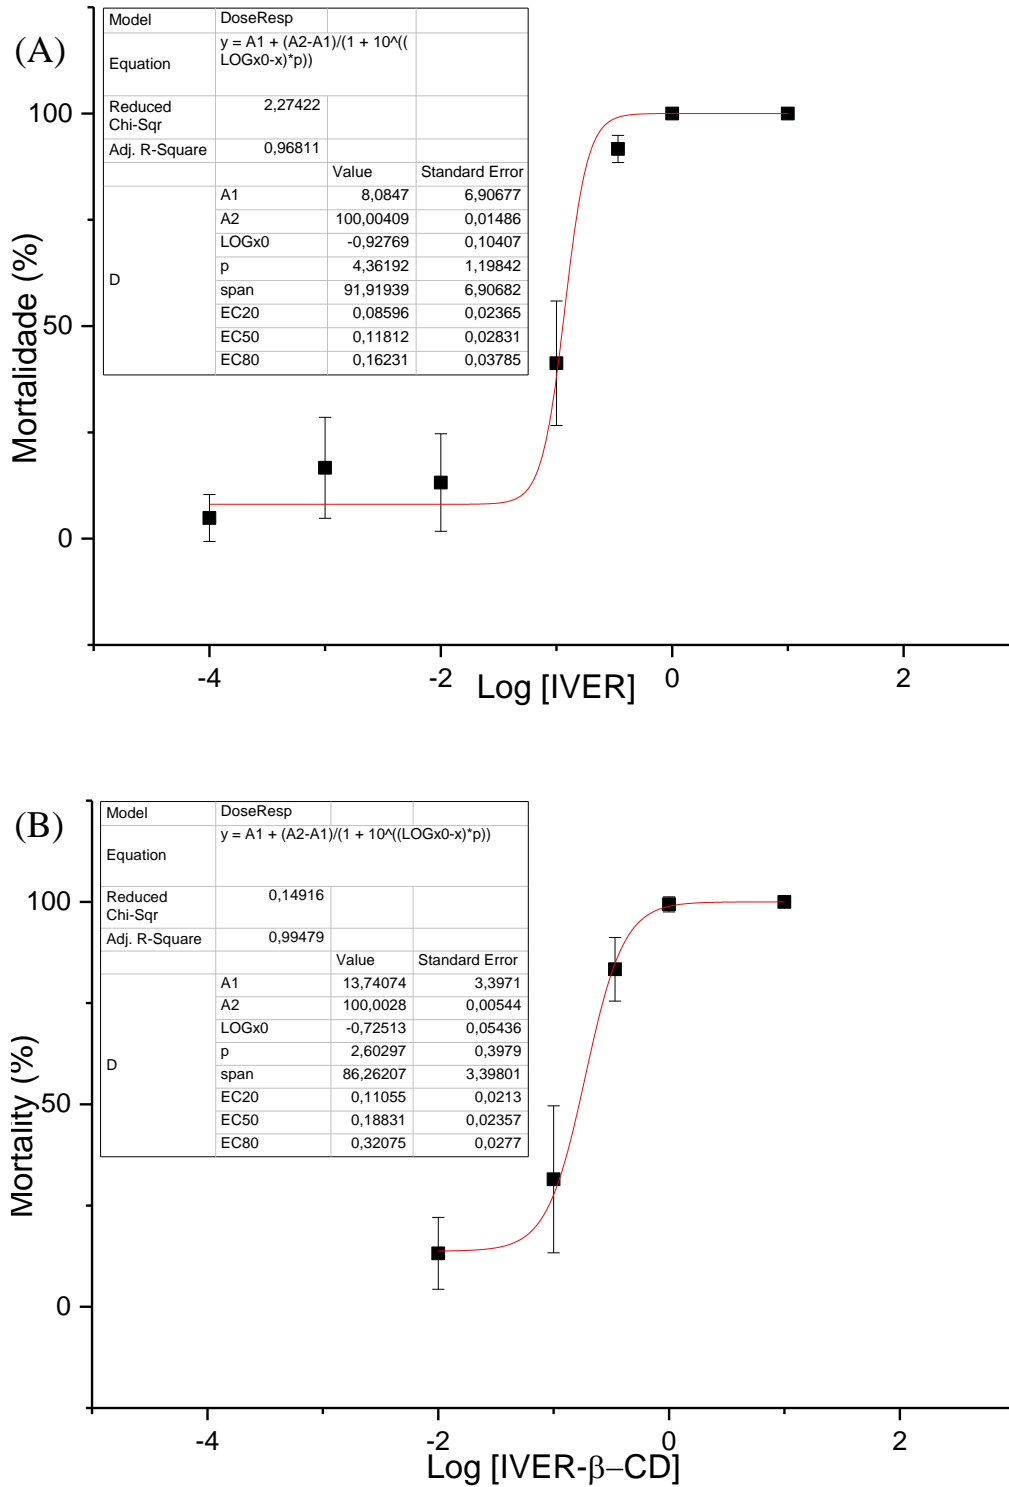 (A)
Model DoseResp
Equation y = A1 + (A2-A1)/(1 + 10^((
LOGx0-x)*p))
Reduced 2,27422
Chi-Sqr
Adj. R-Square 0,96811
Value Standard Error
D
A1 8,0847 6,90677
A2 100,00409 0,01486
LOGx0 -0,92769 0,10407
p 4,36192 1,19842
span 91,91939 6,90682
EC20 0,08596 0,02365
EC50 0,11812 0,02831
EC80 0,16231 0,03785
Mortalidade (%)
100
50
0
-4 -2 0 2
Log [IVER]
(B)
Model DoseResp
Equation y = A1 + (A2-A1)/(1 + 10^((LOGx0-x)*p))
Reduced 0,14916
Chi-Sqr
Adj. R-Square 0,99479
Value Standard Error
D
A1 13,74074 3,3971
A2 100,0028 0,00544
LOGx0 -0,72513 0,05436
p 2,60297 0,3979
span 86,26207 3,39801
EC20 0,11055 0,0213
EC50 0,18831 0,02357
EC80 0,32075 0,0277
Mortality (%)
100
50
0
-4 -2 0 2
Log [IVER-β–CD]